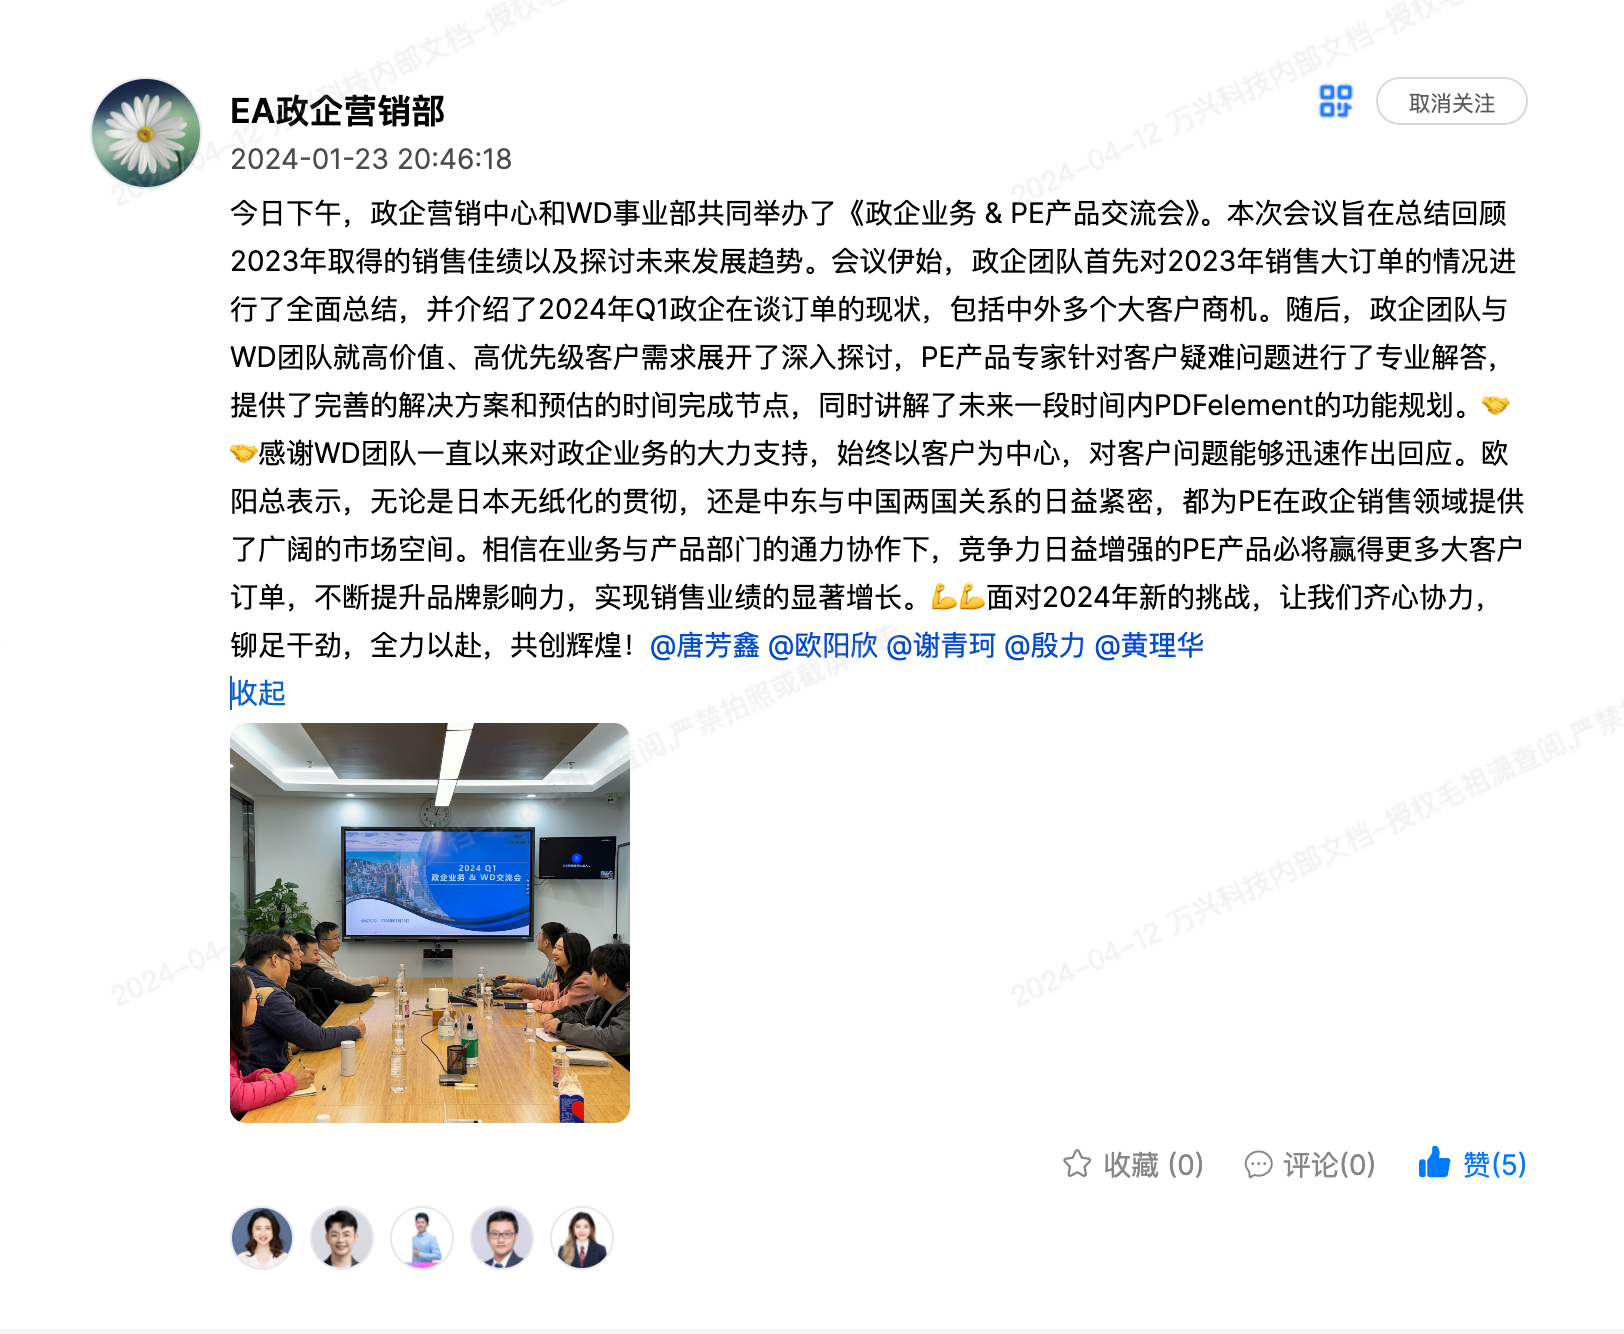 EA政企营销部
取消关注
2024-01-23 20:46:18
今日下午，政企营销中心和WD事业部共同举办了《政企业务 & PE产品交流会》。本次会议旨在总结回顾
2023年取得的销售佳绩以及探讨未来发展趋势。会议伊始，政企团队首先对2023年销售大订单的情况进
行了全面总结，并介绍了2024年Q1政企在谈订单的现状，包括中外多个大客户商机。随后，政企团队与
WD团队就高价值、高优先级客户需求展开了深入探讨，PE产品专家针对客户疑难问题进行了专业解答，
提供了完善的解决方案和预估的时间完成节点，同时讲解了未来一段时间内PDFelement的功能规划。🤝
🤝感谢WD团队一直以来对政企业务的大力支持，始终以客户为中心，对客户问题能够迅速作出回应。欧
阳总表示，无论是日本无纸化的贯彻，还是中东与中国两国关系的日益紧密，都为PE在政企销售领域提供
了广阔的市场空间。相信在业务与产品部门的通力协作下，竞争力日益增强的PE产品必将赢得更多大客户
订单，不断提升品牌影响力，实现销售业绩的显著增长。💪💪面对2024年新的挑战，让我们齐心协力，
铆足干劲，全力以赴，共创辉煌！@唐芳鑫 @欧阳欣 @谢青珂 @殷力 @黄理华
收起
2024 Q1
政企业务 & WD交流会
收藏 (0)
评论(0)
赞(5)
2024-04-12 万兴科技内部文档-授权毛祖潇查阅,严禁拍照或截屏